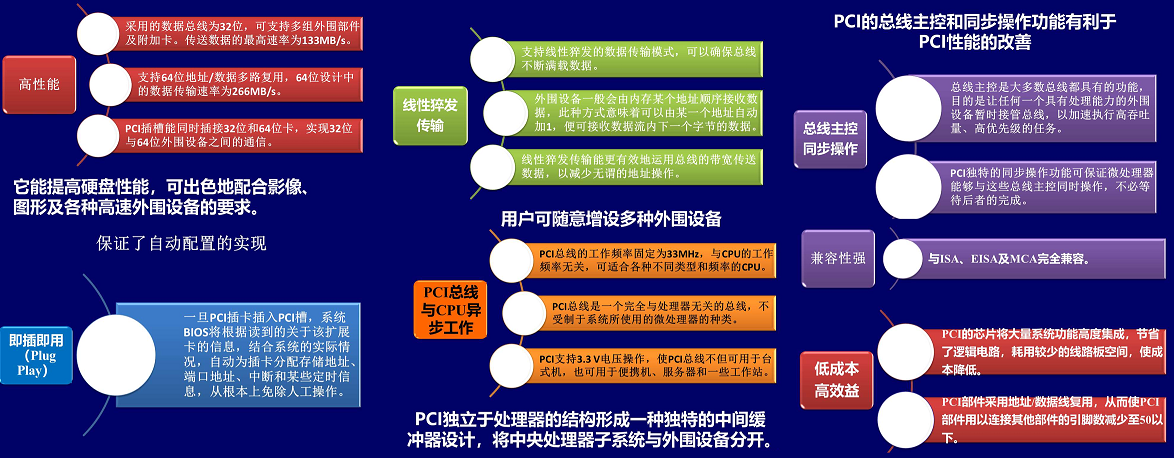 高性能
采用的数据总线为32位，可支持多组外围部件
及附加卡。传送数据的最高速率为133MB/s。
支持64位地址/数据多路复用，64位设计中
的数据传输速率为266MB/s。
PCI插槽能同时插接32位和64位卡，实现32位
与64位外围设备之间的通信。
它能提高硬盘性能，可出色地配合影像、
图形及各种高速外围设备的要求。
保证了自动配置的实现
即插即用
（Plug
Play）
一旦PCI插卡插入PCI槽，系统
BIOS将根据读到的关于该扩展
卡的信息，结合系统的实际情
况，自动为插卡分配存储地址、
端口地址、中断和某些定时信
息，从根本上免除人工操作。
线性猝发
传输
支持线性猝发的数据传输模式，可以确保总线
不断满载数据。
外围设备一般会由内存某个地址顺序接收数
据，此种方式意味着可以由某一个地址自动
加1，便可接收数据流内下一个字节的数据。
线性猝发传输能更有效地运用总线的带宽传送
数据，以减少无谓的地址操作。
用户可随意增设多种外围设备
PCI总线
与CPU异
步工作
PCI总线的工作频率固定为33MHz，与CPU的工作
频率无关，可适合各种不同类型和频率的CPU。
PCI总线是一个完全与处理器无关的总线，不
受制于系统所使用的微处理器的种类。
PCI支持3.3 V电压操作，使PCI总线不但可用于台
式机，也可用于便携机、服务器和一些工作站。
PCI独立于处理器的结构形成一种独特的中间缓
冲器设计，将中央处理器子系统与外围设备分开。
PCI的总线主控和同步操作功能有利于
PCI性能的改善
总线主控
同步操作
总线主控是大多数总线都具有的功能，
目的是让任何一个具有处理能力的外围
设备暂时接管总线，以加速执行高吞吐
量、高优先级的任务。
PCI独特的同步操作功能可保证微处理器
能够与这些总线主控同时操作，不必等
待后者的完成。
兼容性强
与ISA、EISA及MCA完全兼容。
低成本
高效益
PCI的芯片将大量系统功能高度集成，节省
了逻辑电路，耗用较少的线路板空间，使成
本降低。
PCI部件采用地址/数据线复用，从而使PCI
部件用以连接其他部件的引脚数减少至50以
下。